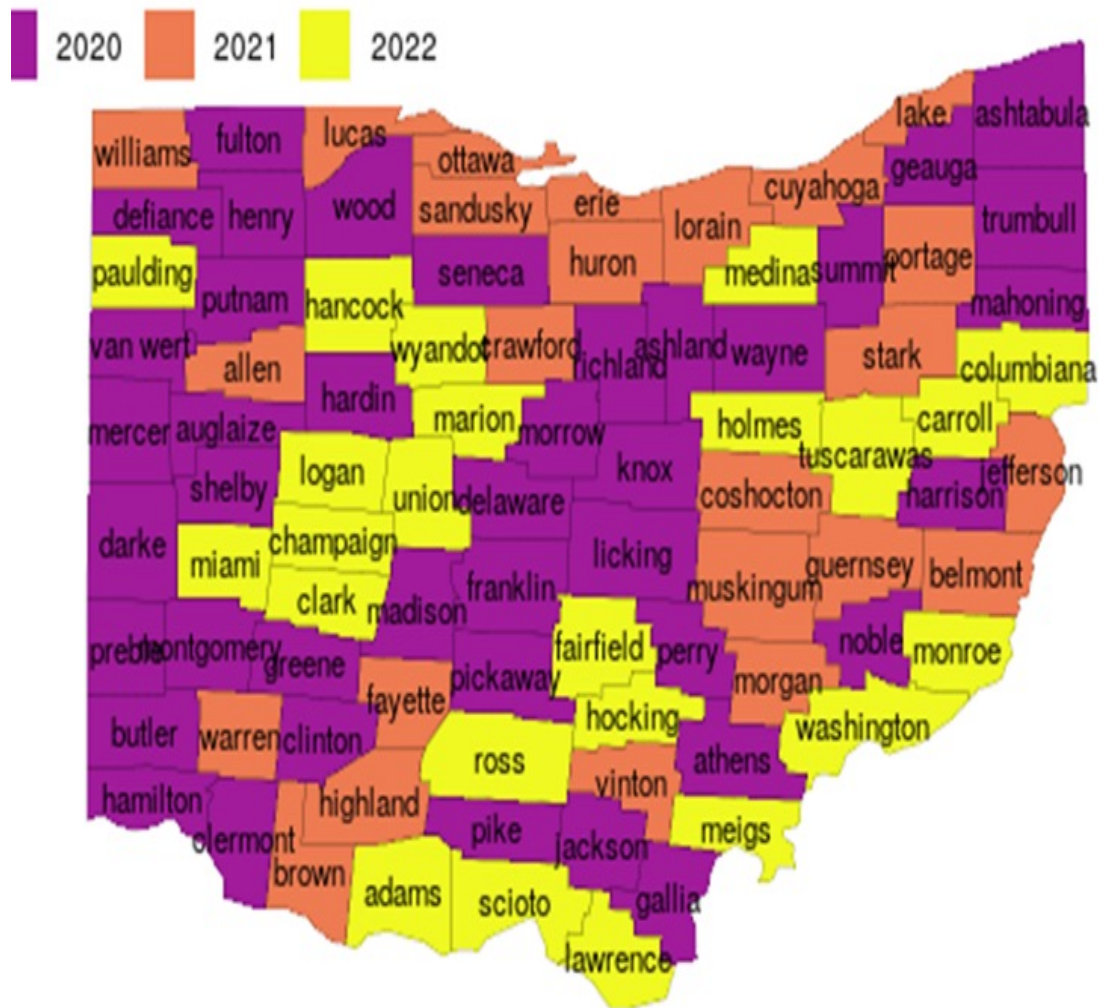 2020 2021 2022
williams fulton lucas ottawa lake ashtabula
geauga
defiance henry wood sandusky erie lorain cuyahoga trumbull
paulding putnam hancock seneca huron medina summit portage mahoning
van wert allen wyandot crawford richland ashland wayne stark columbiana
hardin
mercer auglaize marion morrow holmes carroll
tuscarawas
shelby logan union delaware knox coshocton harrison jefferson
darke miami champaign licking
clark madison franklin muskingum guernsey belmont
preble montgomery greene pickaway fairfield perry noble monroe
fayette morgan
butler warren clinton hocking washington
ross athens
hamilton highland vinton
clermont pike jackson meigs
brown adams scioto gallia
lawrence